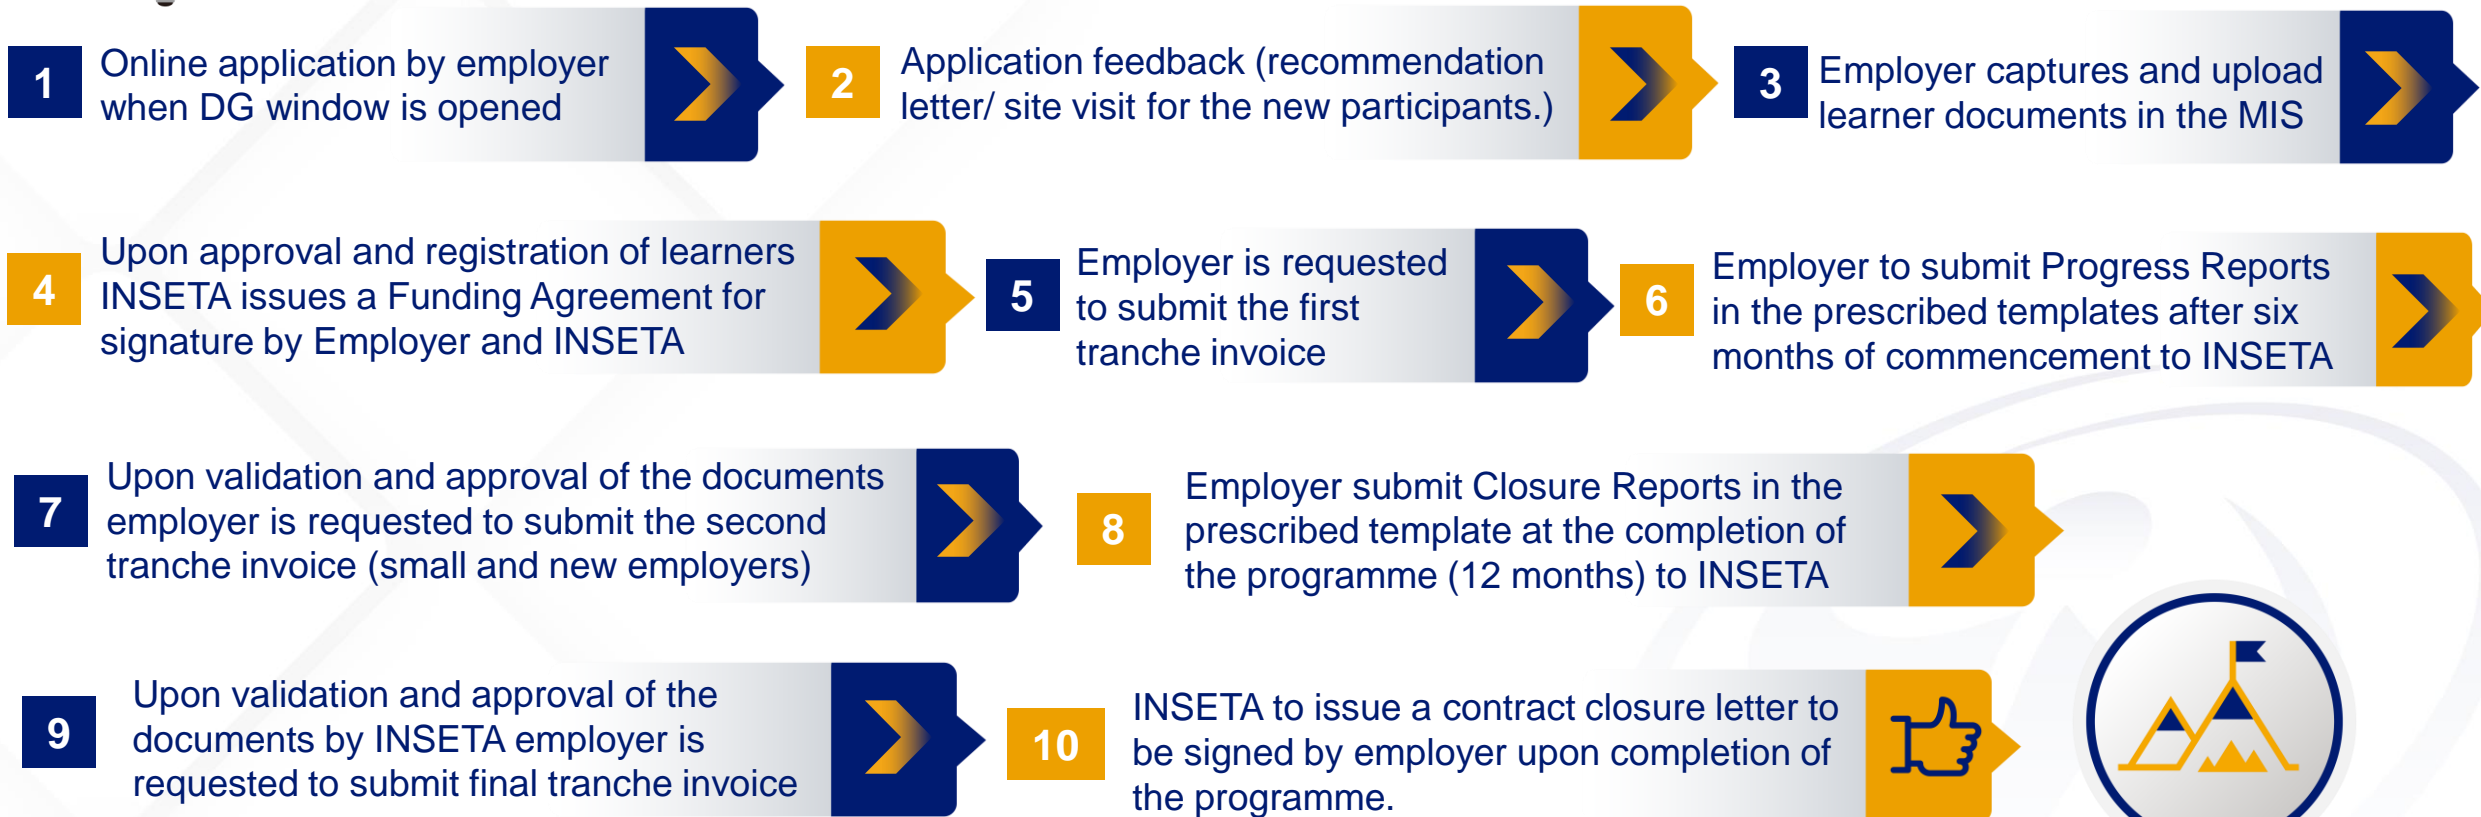 1
Online application by employer
when DG window is opened
2
Application feedback (recommendation
letter/ site visit for the new participants.)
3
Employer captures and upload
learner documents in the MIS
4
Upon approval and registration of learners
INSETA issues a Funding Agreement for
signature by Employer and INSETA
5
Employer is requested
to submit the first
tranche invoice
6
Employer to submit Progress Reports
in the prescribed templates after six
months of commencement to INSETA
7
Upon validation and approval of the documents
employer is requested to submit the second
tranche invoice (small and new employers)
8
Employer submit Closure Reports in the
prescribed template at the completion of
the programme (12 months) to INSETA
9
Upon validation and approval of the
documents by INSETA employer is
requested to submit final tranche invoice
10
INSETA to issue a contract closure letter to
be signed by employer upon completion of
the programme.